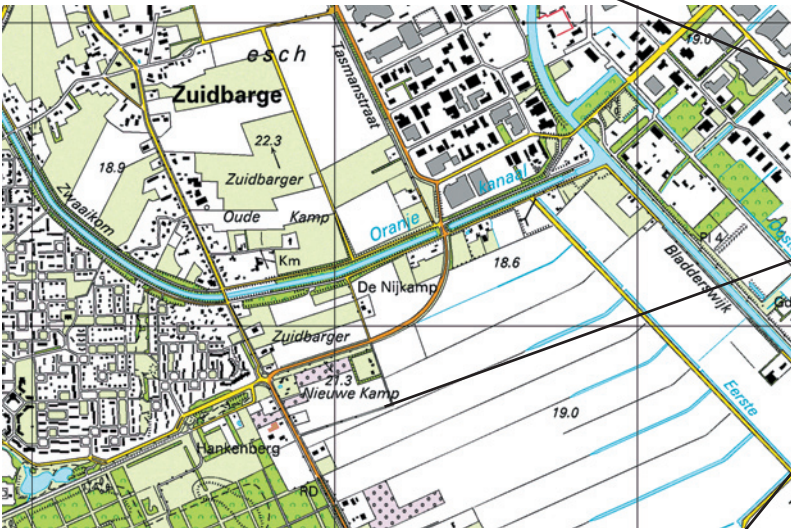 esch
19.0
Tasmanstraat
Zuidbarge
22.3
18.9
Zuidbarger
Zwaaikom
Oude Kamp
Oranje kanaal
Km
18.6
Pl 4
De Nijkamp
Bladderswijk
Zuidbarger
21.3
Nieuwe Kamp
19.0
Eerste
Hankenberg
RD